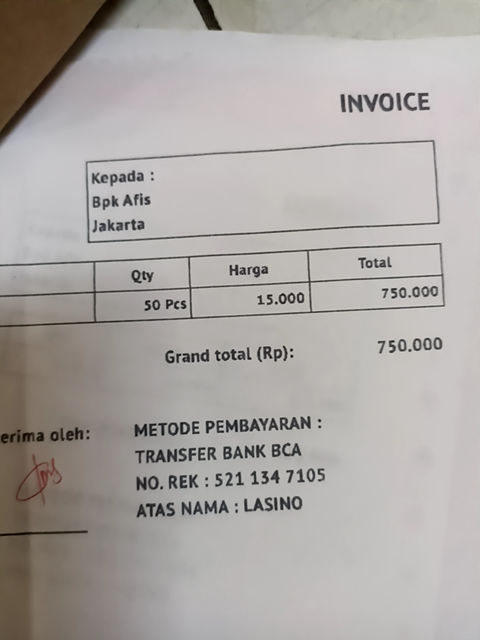 INVOICE
Kepada :
Bpk Afis
Jakarta
Qty Harga Total
50 Pcs 15.000 750.000
Grand total (Rp): 750.000
erima oleh:
METODE PEMBAYARAN :
TRANSFER BANK BCA
NO. REK : 521 134 7105
ATAS NAMA : LASINO